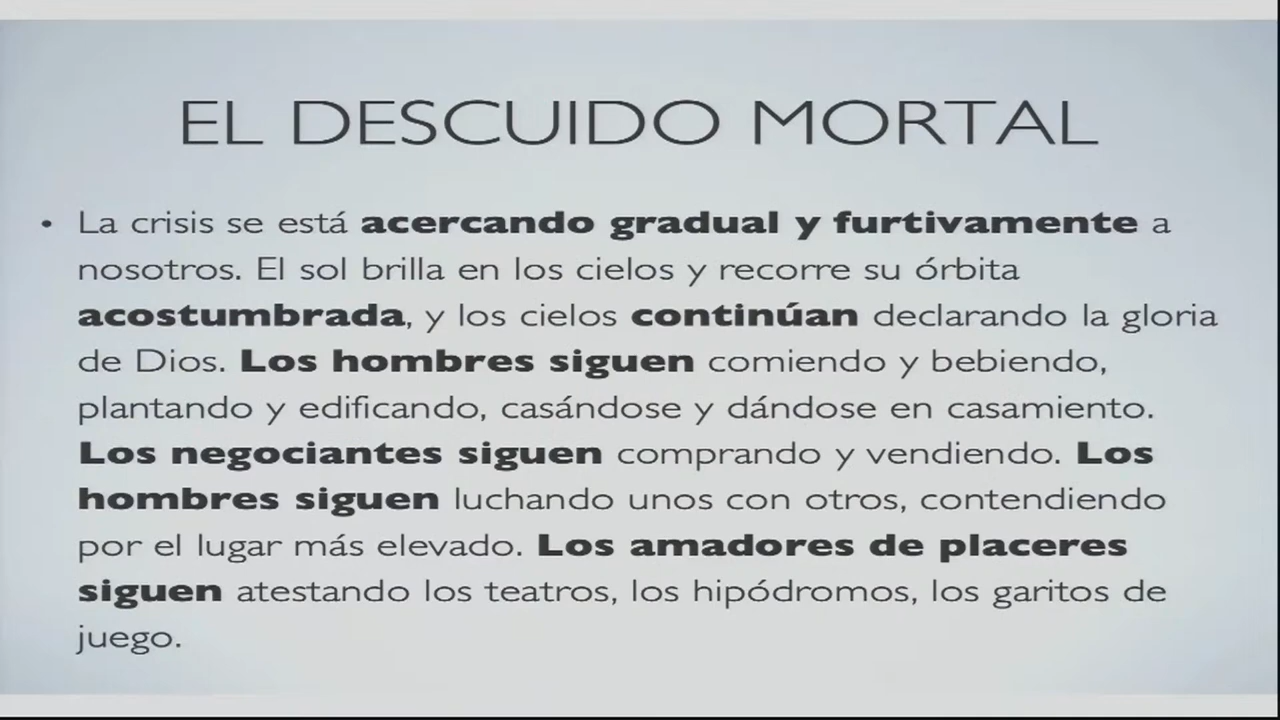 EL DESCUIDO MORTAL
• La crisis se está acercando gradual y furtivamente a
nosotros. El sol brilla en los cielos y recorre su órbita
acostumbrada, y los cielos continúan declarando la gloria
de Dios. Los hombres siguen comiendo y bebiendo,
plantando y edificando, casándose y dándose en casamiento.
Los negociantes siguen comprando y vendiendo. Los
hombres siguen luchando unos con otros, contendiendo
por el lugar más elevado. Los amadores de placeres
siguen atestando los teatros, los hipódromos, los garitos de
juego.